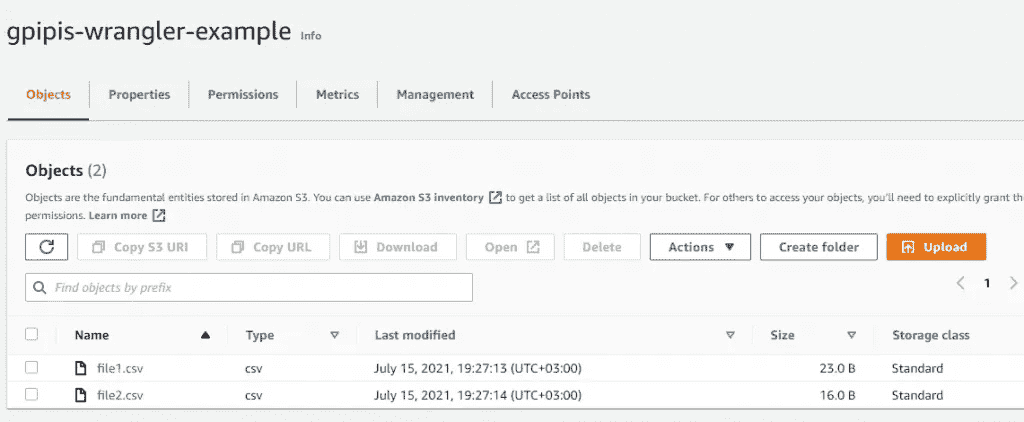 gpipis-wrangler-example Info
Objects Properties Permissions Metrics Management Access Points
Objects (2)
Objects are the fundamental entities stored in Amazon S3. You can use Amazon S3 inventory to get a list of all objects in your bucket. For others to access your objects, you'll need to explicitly grant the
permissions. Learn more
Copy S3 URI Copy URL Download Open Delete Actions Create folder Upload
Find objects by prefix
1
Name Type Last modified Size Storage class
file1.csv csv July 15, 2021, 19:27:13 (UTC+03:00) 23.0 B Standard
file2.csv csv July 15, 2021, 19:27:14 (UTC+03:00) 16.0 B Standard